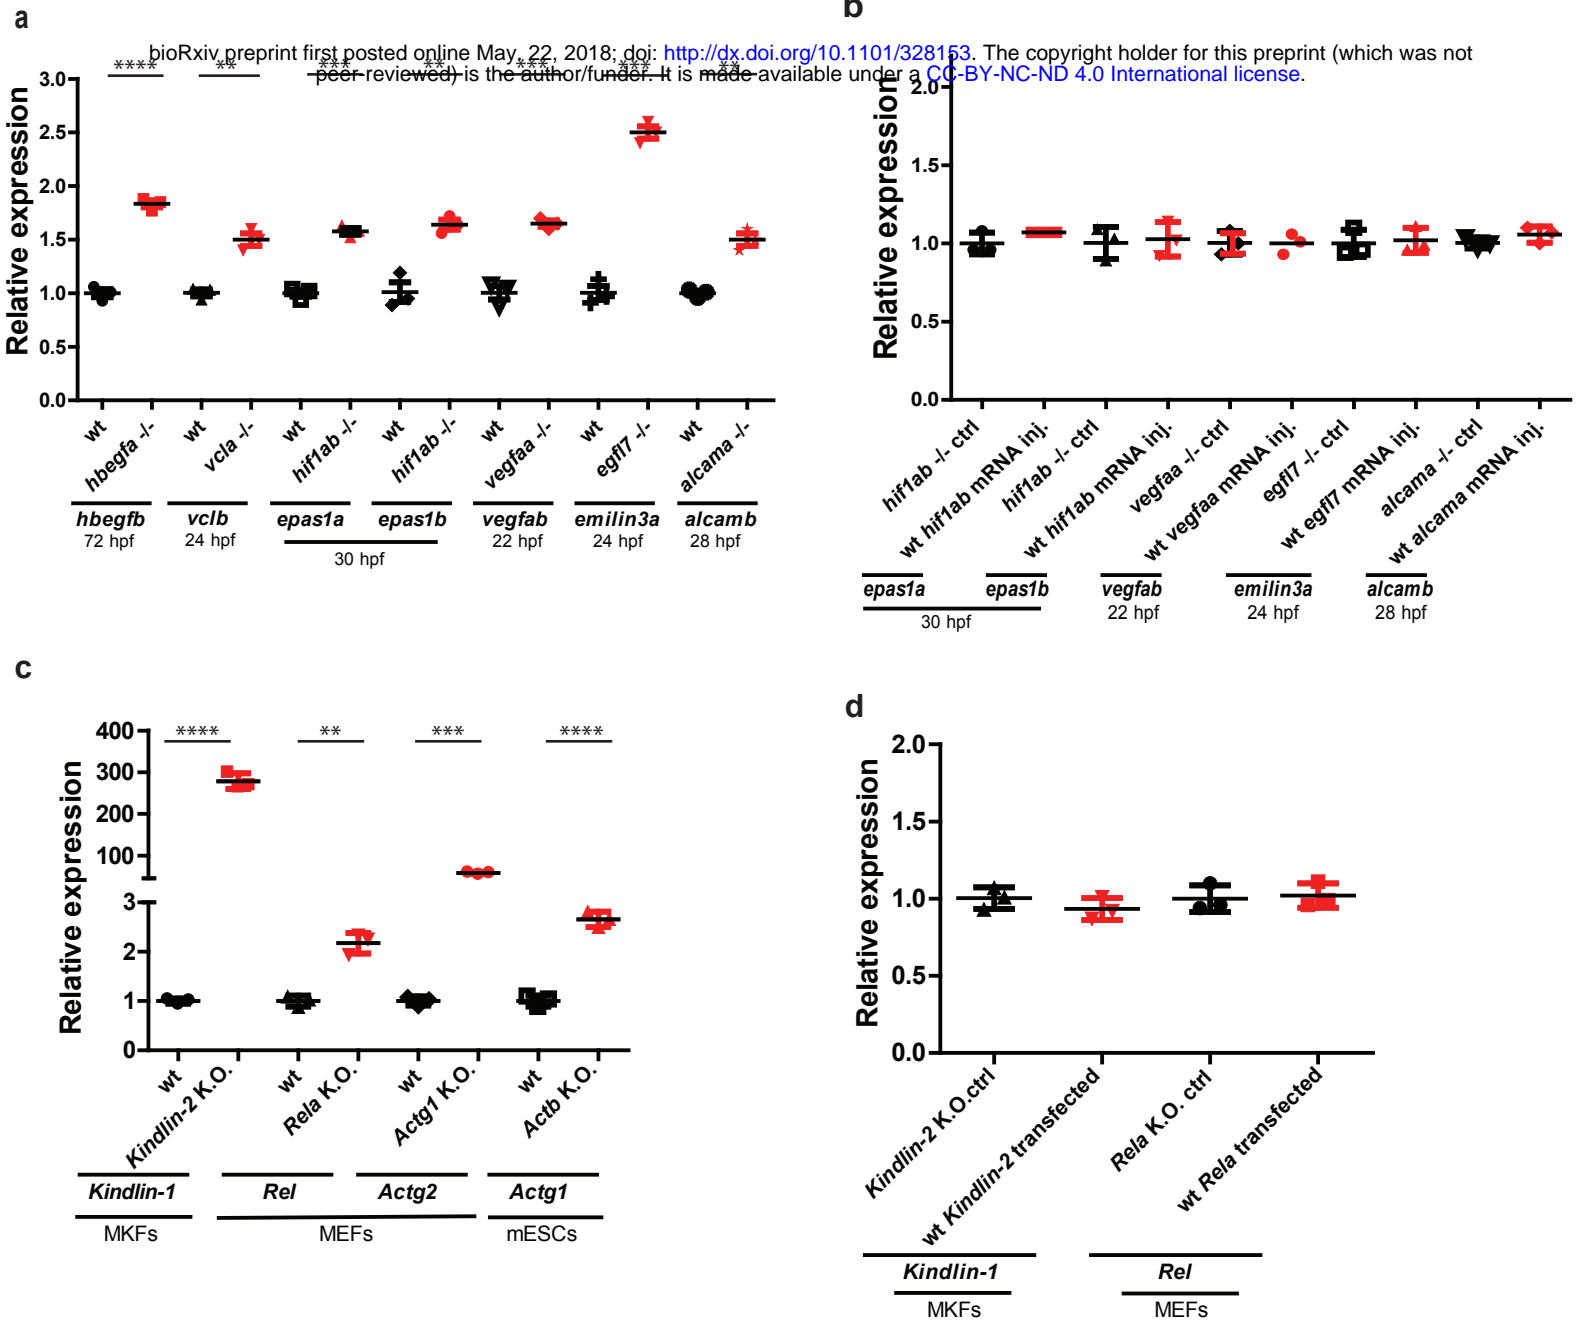 a
b
bioRxiv preprint first posted online May. 22, 2018; doi: http://dx.doi.org/10.1101/328153. The copyright holder for this preprint (which was not
peer-reviewed) is the author/funder. It is made available under a CC-BY-NC-ND 4.0 International license.
**** ** *** ** *** *** **
Relative expression
3.0
2.5
2.0
1.5
1.0
0.5
0.0
wt
hbegfa -/-
wt
vcla -/-
wt
hif1ab -/-
wt
hif1ab -/-
wt
vegfaa -/-
wt
egfl7 -/-
wt
alcama -/-
hbegfb vclb epas1a epas1b vegfab emilin3a alcamb
72 hpf 24 hpf 22 hpf 24 hpf 28 hpf
30 hpf
Relative expression
2.0
1.5
1.0
0.5
0.0
hif1ab -/- ctrl
wt hif1ab mRNA inj.
hif1ab -/- ctrl
wt hif1ab mRNA inj.
vegfaa -/- ctrl
wt vegfaa mRNA inj.
egfl7 -/- ctrl
wt egfl7 mRNA inj.
alcama -/- ctrl
wt alcama mRNA inj.
epas1a epas1b vegfab emilin3a alcamb
22 hpf 24 hpf 28 hpf
30 hpf
c
**** ** *** ****
Relative expression
400
300
200
100
3
2
1
0
wt
Kindlin-2 K.O.
wt
Rela K.O.
wt
Actg1 K.O.
wt
Actb K.O.
Kindlin-1 Rel Actg2 Actg1
MKFs MEFs mESCs
d
Relative expression
2.0
1.5
1.0
0.5
0.0
Kindlin-2 K.O.ctrl
wt Kindlin-2 transfected
Rela K.O. ctrl
wt Rela transfected
Kindlin-1 Rel
MKFs MEFs